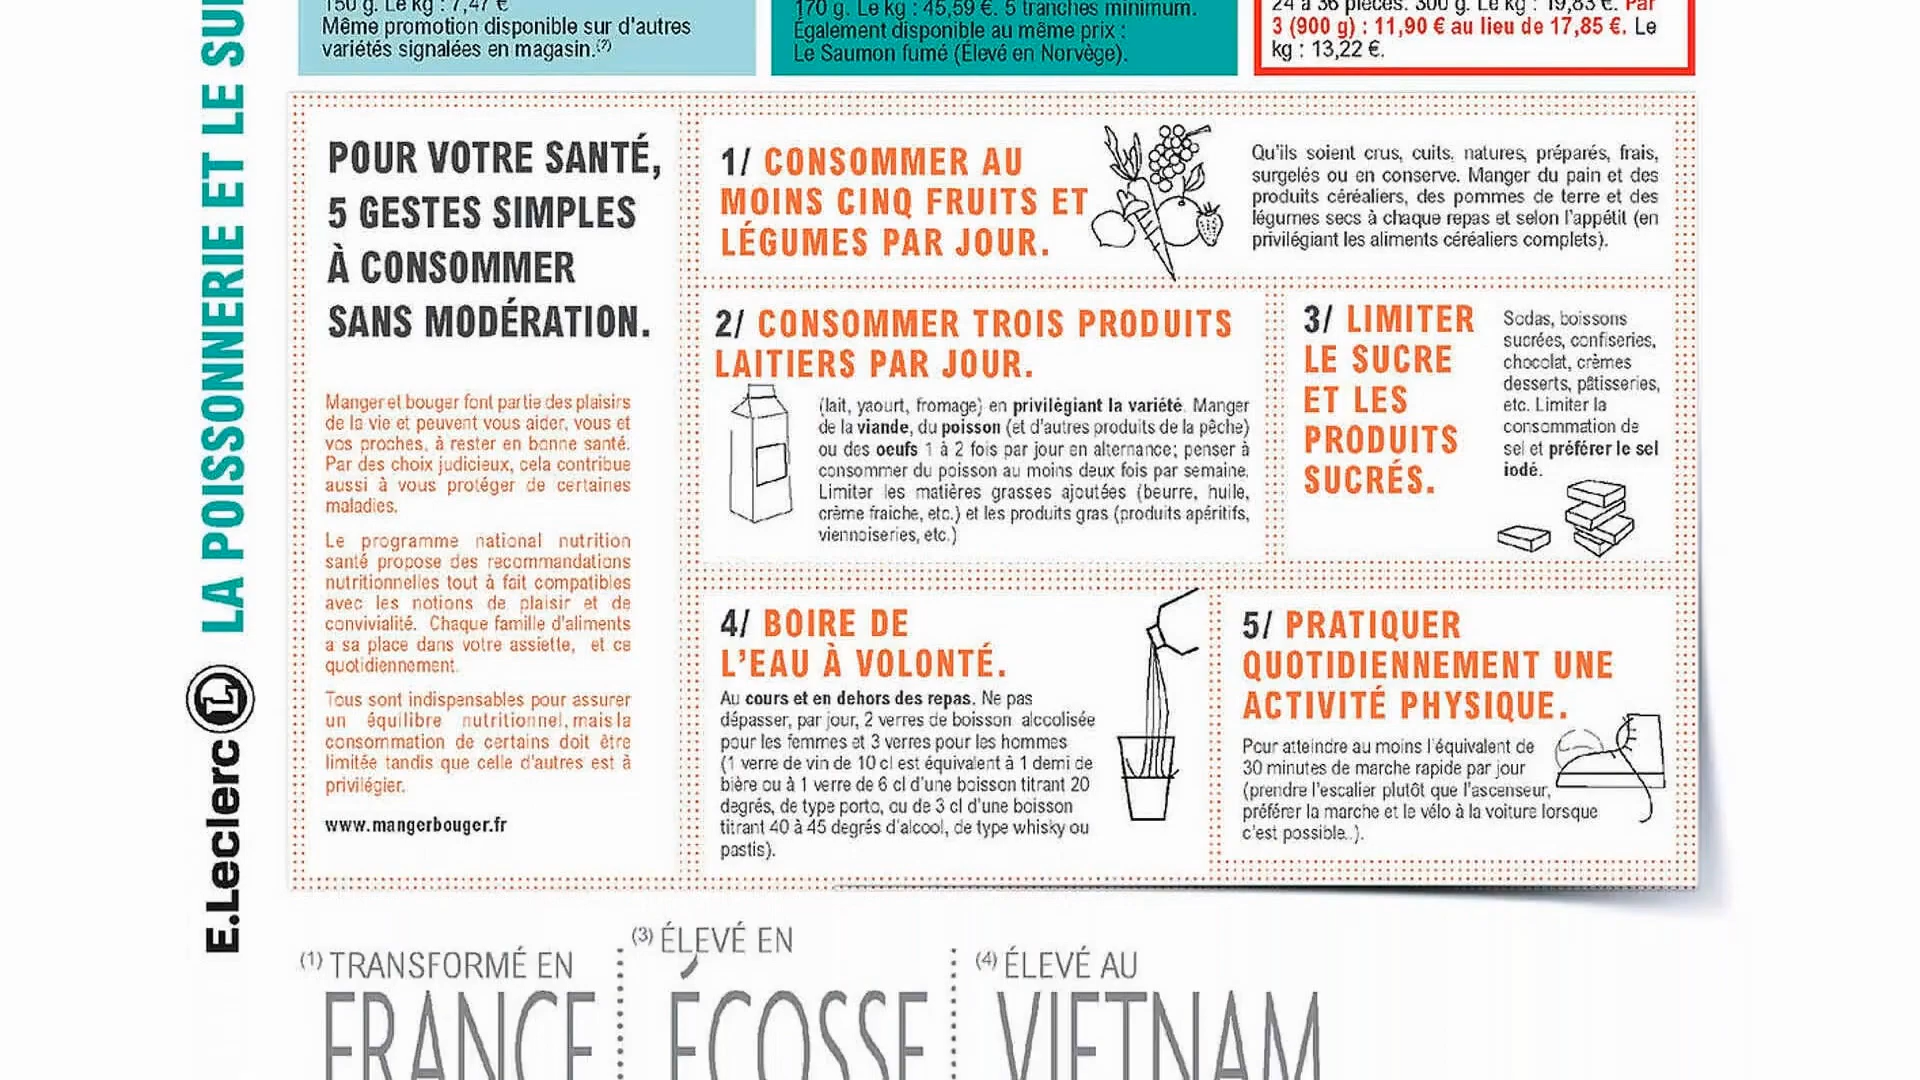 150 g. Le kg : 7,47 €
Même promotion disponible sur d'autres
variétés signalées en magasin.(2)
170 g. Le kg : 45,59 €. 5 tranches minimum.
Également disponible au même prix :
Le Saumon fumé (Élevé en Norvège).
24 à 36 pièces. 300 g. Le kg : 19,83 €. Par
3 (900 g) : 11,90 € au lieu de 17,85 €. Le
kg : 13,22 €.
LA POISSONNERIE ET LE
E.Leclerc L
POUR VOTRE SANTÉ,
5 GESTES SIMPLES
À CONSOMMER
SANS MODÉRATION.
Manger et bouger font partie des plaisirs
de la vie et peuvent vous aider, vous et
vos proches, à rester en bonne santé.
Par des choix judicieux, cela contribue
aussi à vous protéger de certaines
maladies.
Le programme national nutrition
santé propose des recommandations
nutritionnelles tout à fait compatibles
avec les notions de plaisir et de
convivialité. Chaque famille d'aliments
a sa place dans votre assiette, et ce
quotidiennement.
Tous sont indispensables pour assurer
un équilibre nutritionnel, mais la
consommation de certains doit être
limitée tandis que celle d'autres est à
privilégier.
www.mangerbouger.fr
1/ CONSOMMER AU
MOINS CINQ FRUITS ET
LÉGUMES PAR JOUR.
Qu'ils soient crus, cuits, natures, préparés, frais,
surgelés ou en conserve. Manger du pain et des
produits céréaliers, des pommes de terre et des
légumes secs à chaque repas et selon l'appétit (en
privilégiant les aliments céréaliers complets).
2/ CONSOMMER TROIS PRODUITS
LAITIERS PAR JOUR.
(lait, yaourt, fromage) en privilégiant la variété. Manger
de la viande, du poisson (et d'autres produits de la pêche)
ou des oeufs 1 à 2 fois par jour en alternance; penser à
consommer du poisson au moins deux fois par semaine.
Limiter les matières grasses ajoutées (beurre, huile,
crème fraiche, etc.) et les produits gras (produits apéritifs,
viennoiseries, etc.)
3/ LIMITER
LE SUCRE
ET LES
PRODUITS
SUCRÉS.
Sodas, boissons
sucrées, confiseries,
chocolat, crèmes
desserts, pâtisseries,
etc. Limiter la
consommation de
sel et préférer le sel
iodé.
4/ BOIRE DE
L'EAU À VOLONTÉ.
Au cours et en dehors des repas. Ne pas
dépasser, par jour, 2 verres de boisson alcoolisée
pour les femmes et 3 verres pour les hommes
(1 verre de vin de 10 cl est équivalent à 1 demi de
bière ou à 1 verre de 6 cl d'une boisson titrant 20
degrés, de type porto, ou de 3 cl d'une boisson
titrant 40 à 45 degrés d'alcool, de type whisky ou
pastis).
5/ PRATIQUER
QUOTIDIENNEMENT UNE
ACTIVITÉ PHYSIQUE.
Pour atteindre au moins l'équivalent de
30 minutes de marche rapide par jour
(prendre l'escalier plutôt que l'ascenseur,
préférer la marche et le vélo à la voiture lorsque
c'est possible..).
(1) TRANSFORMÉ EN
FRANCE
(3) ÉLEVÉ EN
ÉCOSSE
(4) ÉLEVÉ AU
VIETNAM